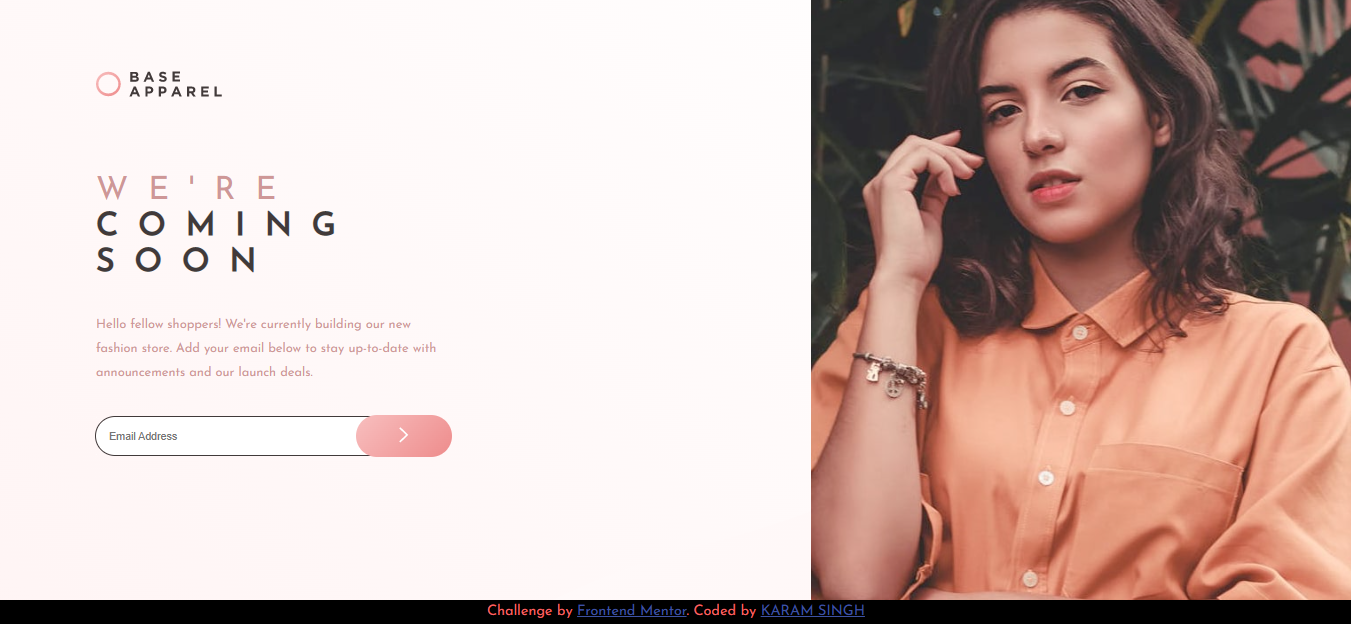 BASE
APPAREL
WE'RE
COMING
SOON
Hello fellow shoppers! We're currently building our new
fashion store. Add your email below to stay up-to-date with
announcements and our launch deals.
Email Address
Challenge by Frontend Mentor. Coded by KARAM SINGH